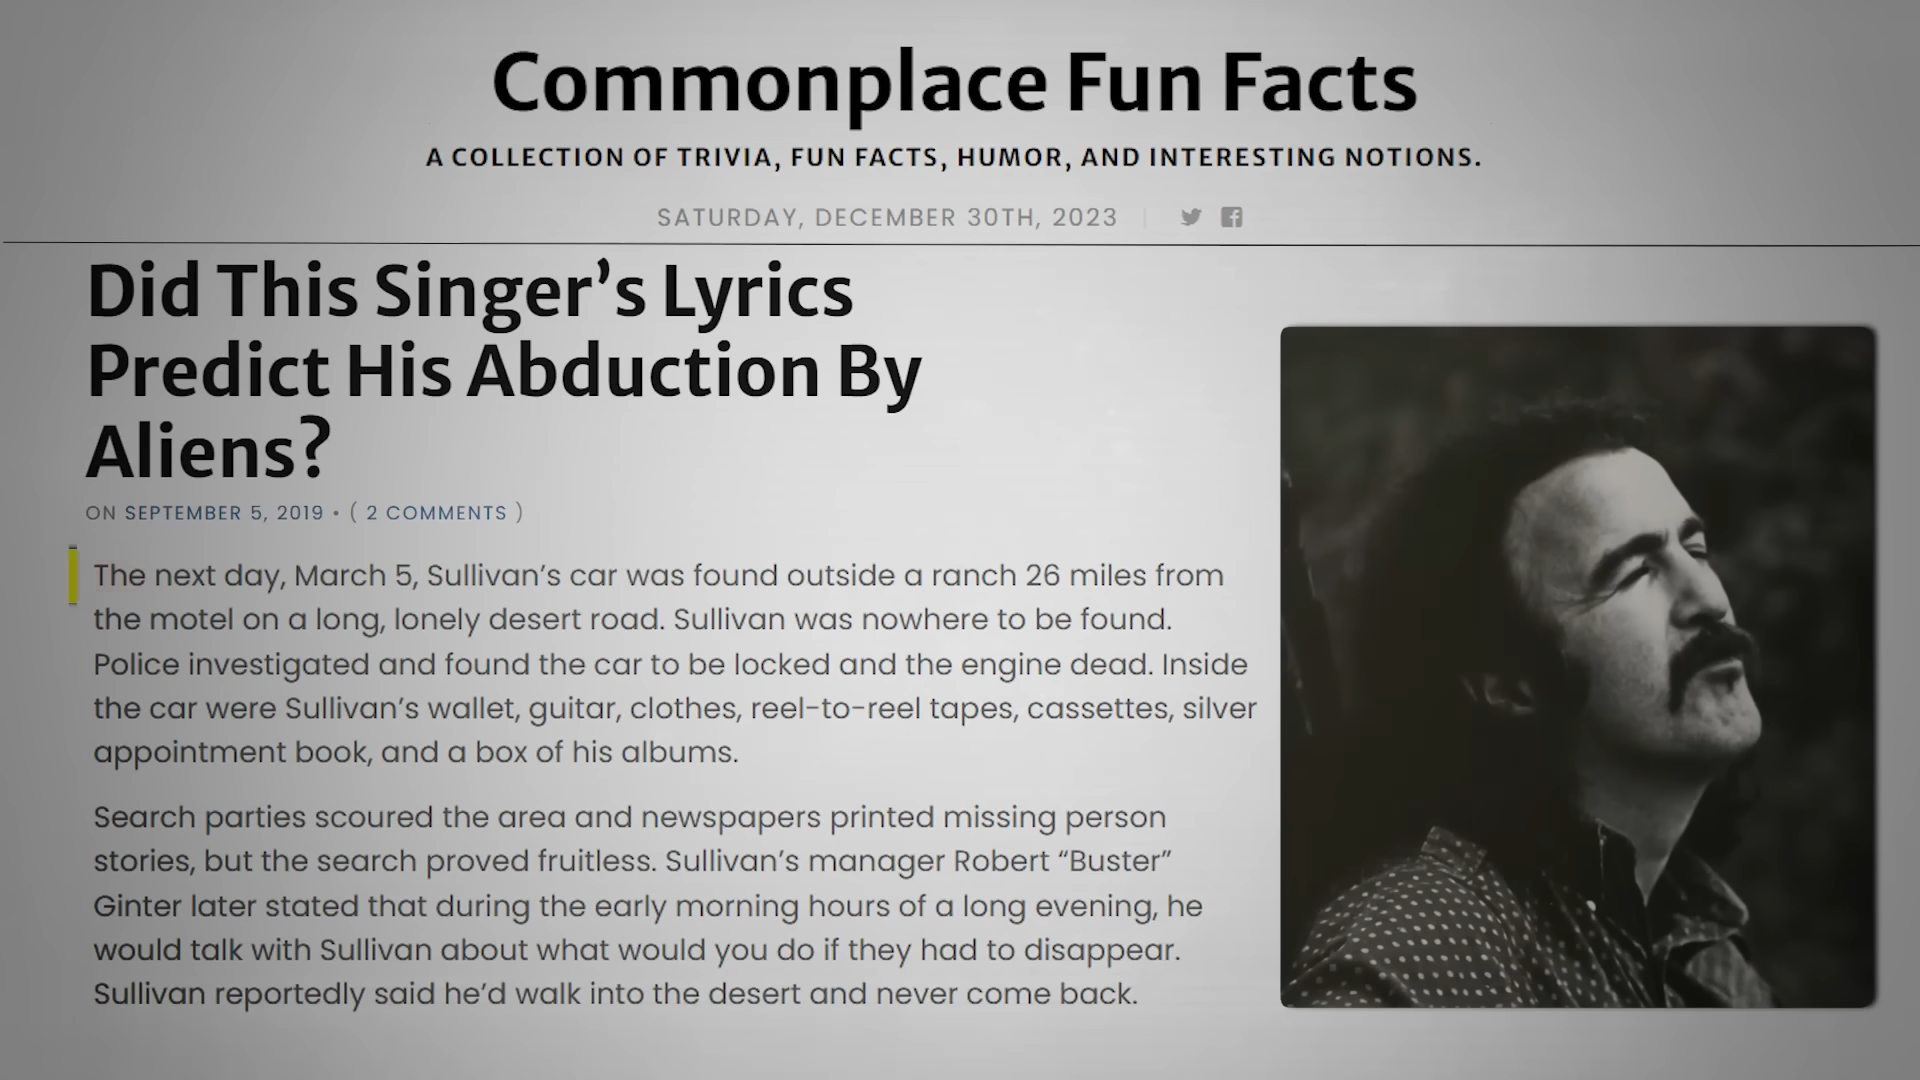 Commonplace Fun Facts
A COLLECTION OF TRIVIA, FUN FACTS, HUMOR, AND INTERESTING NOTIONS.
SATURDAY, DECEMBER 30TH, 2023
Did This Singer’s Lyrics
Predict His Abduction By
Aliens?
ON SEPTEMBER 5, 2019 • ( 2 COMMENTS )
The next day, March 5, Sullivan’s car was found outside a ranch 26 miles from
the motel on a long, lonely desert road. Sullivan was nowhere to be found.
Police investigated and found the car to be locked and the engine dead. Inside
the car were Sullivan’s wallet, guitar, clothes, reel-to-reel tapes, cassettes, silver
appointment book, and a box of his albums.
Search parties scoured the area and newspapers printed missing person
stories, but the search proved fruitless. Sullivan’s manager Robert “Buster”
Ginter later stated that during the early morning hours of a long evening, he
would talk with Sullivan about what would you do if they had to disappear.
Sullivan reportedly said he’d walk into the desert and never come back.